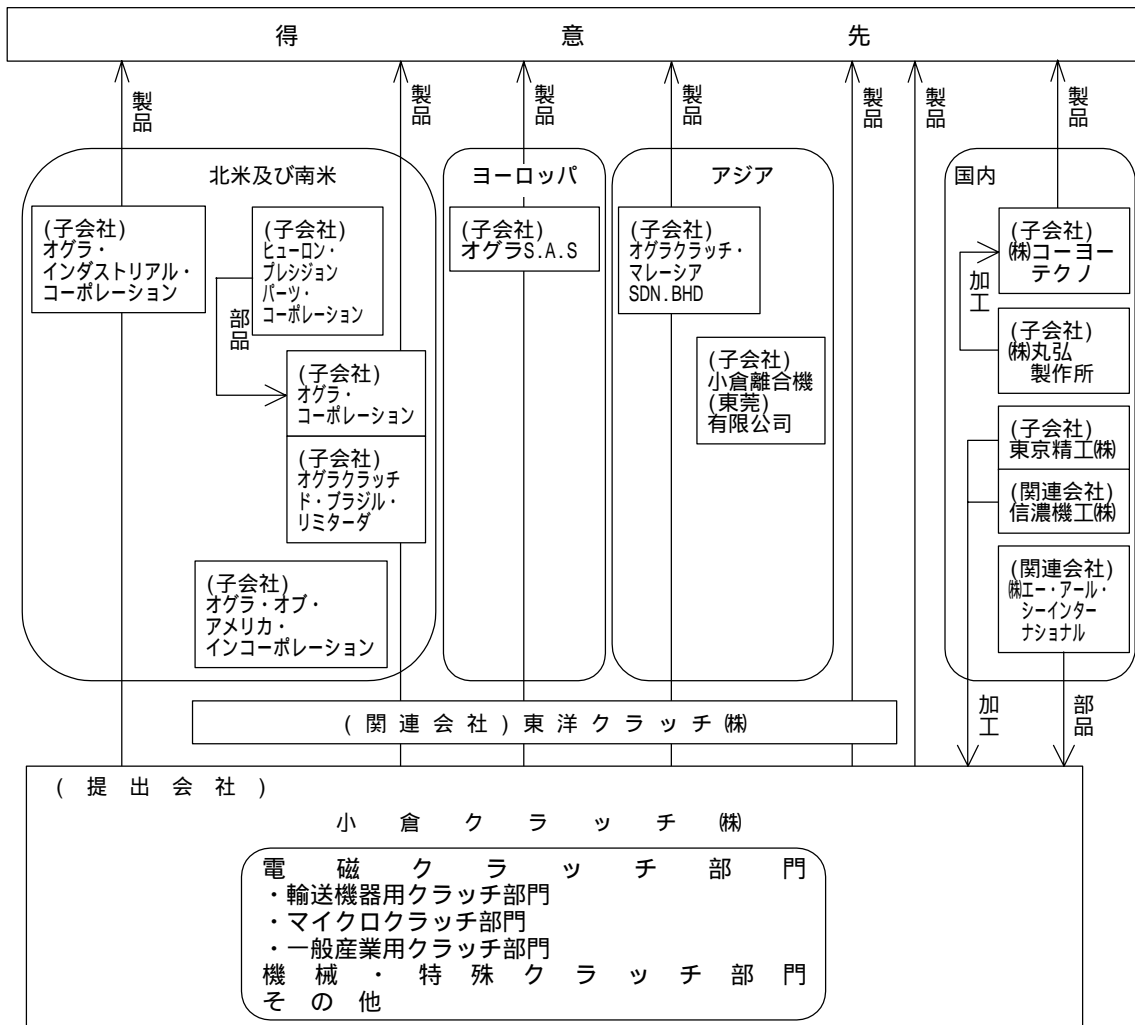 得意先
製品
製品
製品
製品
製品
製品
製品
北米及び南米
(子会社)
オグラ・
インダストリアル・
コーポレーション
(子会社)
ヒューロン・
プレシジョン
パーツ・
コーポレーション
部品
(子会社)
オグラ・
コーポレーション
(子会社)
オグラクラッチ
ド・ブラジル・
リミターダ
(子会社)
オグラ・オブ・
アメリカ・
インコーポレーション
ヨーロッパ
(子会社)
オグラS.A.S
アジア
(子会社)
オグラクラッチ・
マレーシア
SDN.BHD
(子会社)
小倉離合機
(東莞)
有限公司
国内
(子会社)
㈱コーヨー
テクノ
加工
(子会社)
㈱丸弘
製作所
(子会社)
東京精工㈱
(関連会社)
信濃機工㈱
(関連会社)
㈱エー・アール・
シーインター
ナショナル
加工
部品
(関連会社)東洋クラッチ㈱
(提出会社)
小倉クラッチ㈱
電磁クラッチ部門
・輸送機器用クラッチ部門
・マイクロクラッチ部門
・一般産業用クラッチ部門
機械・特殊クラッチ部門
その他